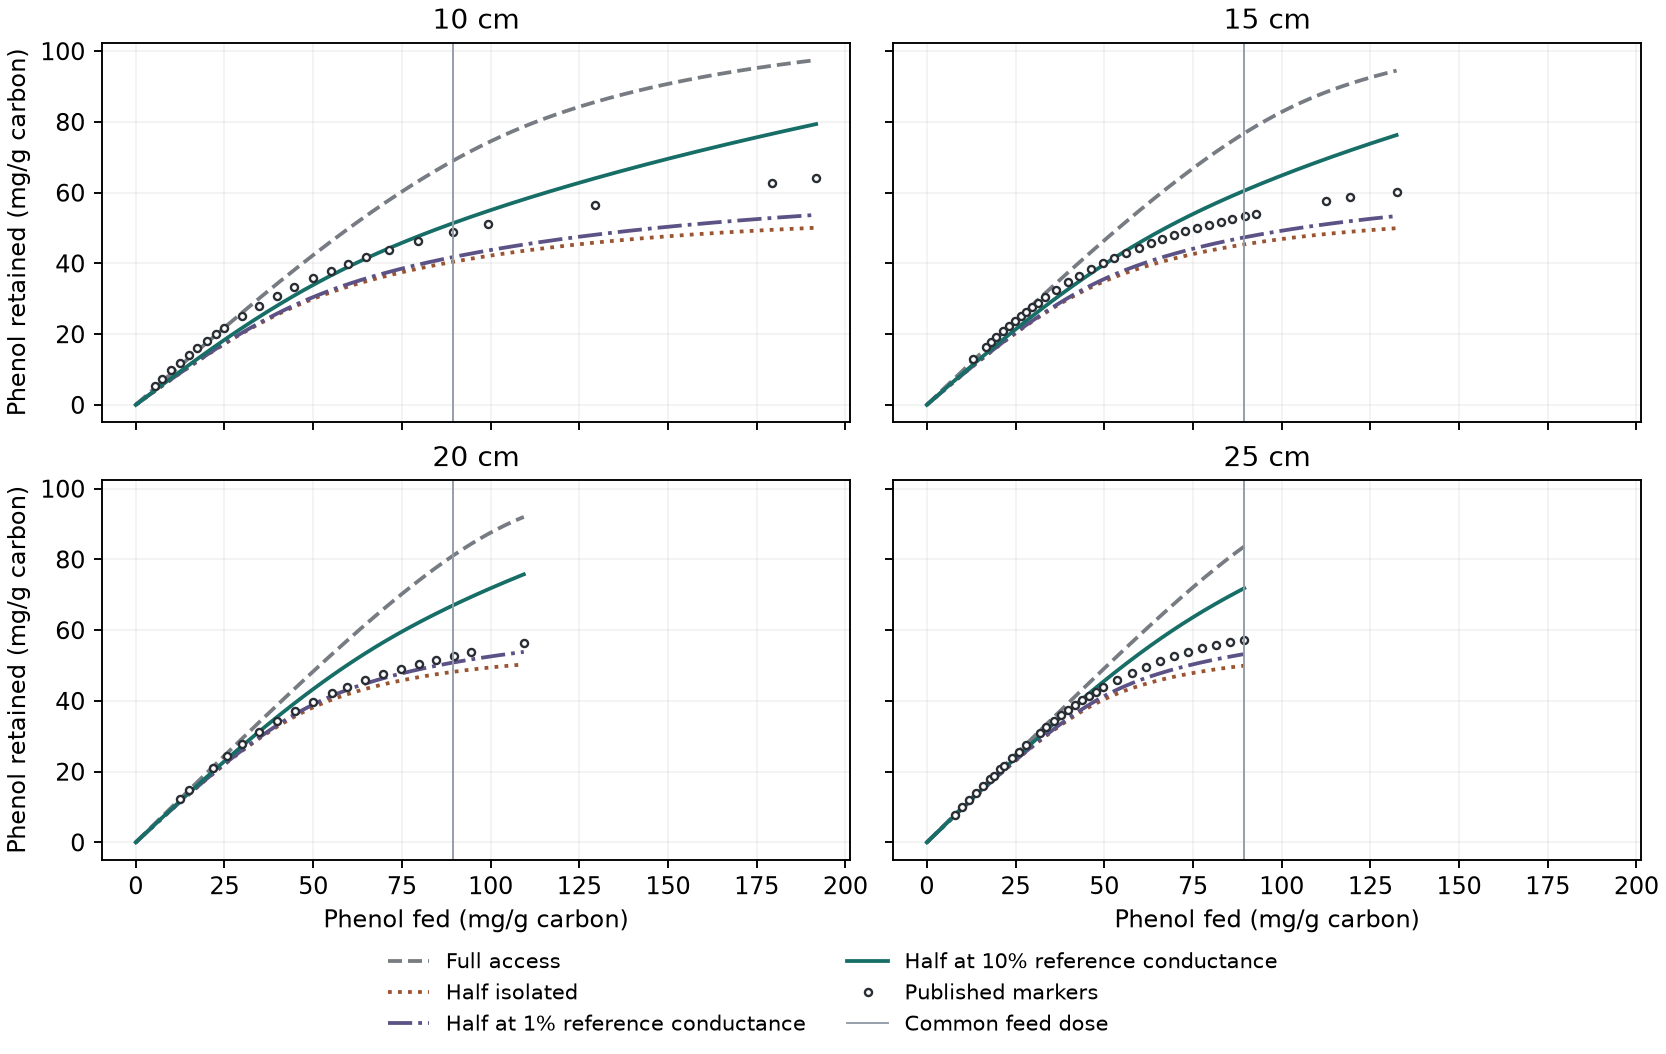 10 cm
15 cm
Phenol retained (mg/g carbon)
100
80
60
40
20
0
20 cm
25 cm
Phenol retained (mg/g carbon)
100
80
60
40
20
0
0 25 50 75 100 125 150 175 200
0 25 50 75 100 125 150 175 200
Phenol fed (mg/g carbon)
Phenol fed (mg/g carbon)
Full access
Half isolated
Half at 1% reference conductance
Half at 10% reference conductance
Published markers
Common feed dose